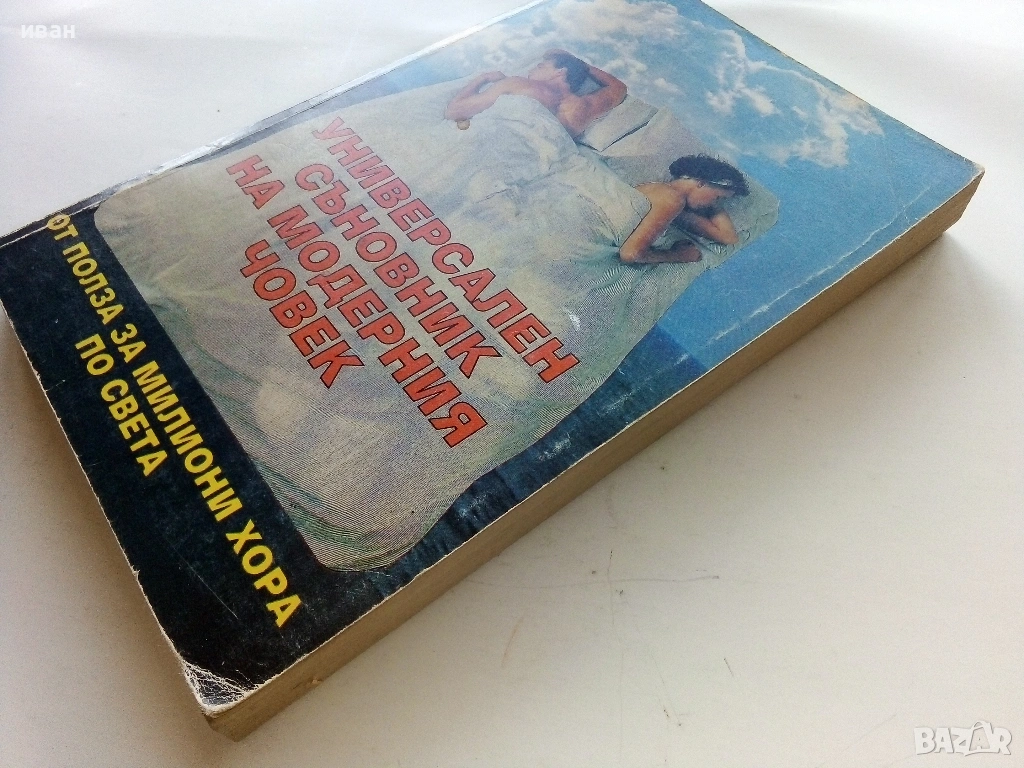 иван
УНИВЕРСАЛЕН
СЪНОВНИК
НА МОДЕРНИЯ
ЧОВЕК
ОТ ПОЛЗА ЗА МИЛИОНИ ХОРА
ПО СВЕТА
BAZAR